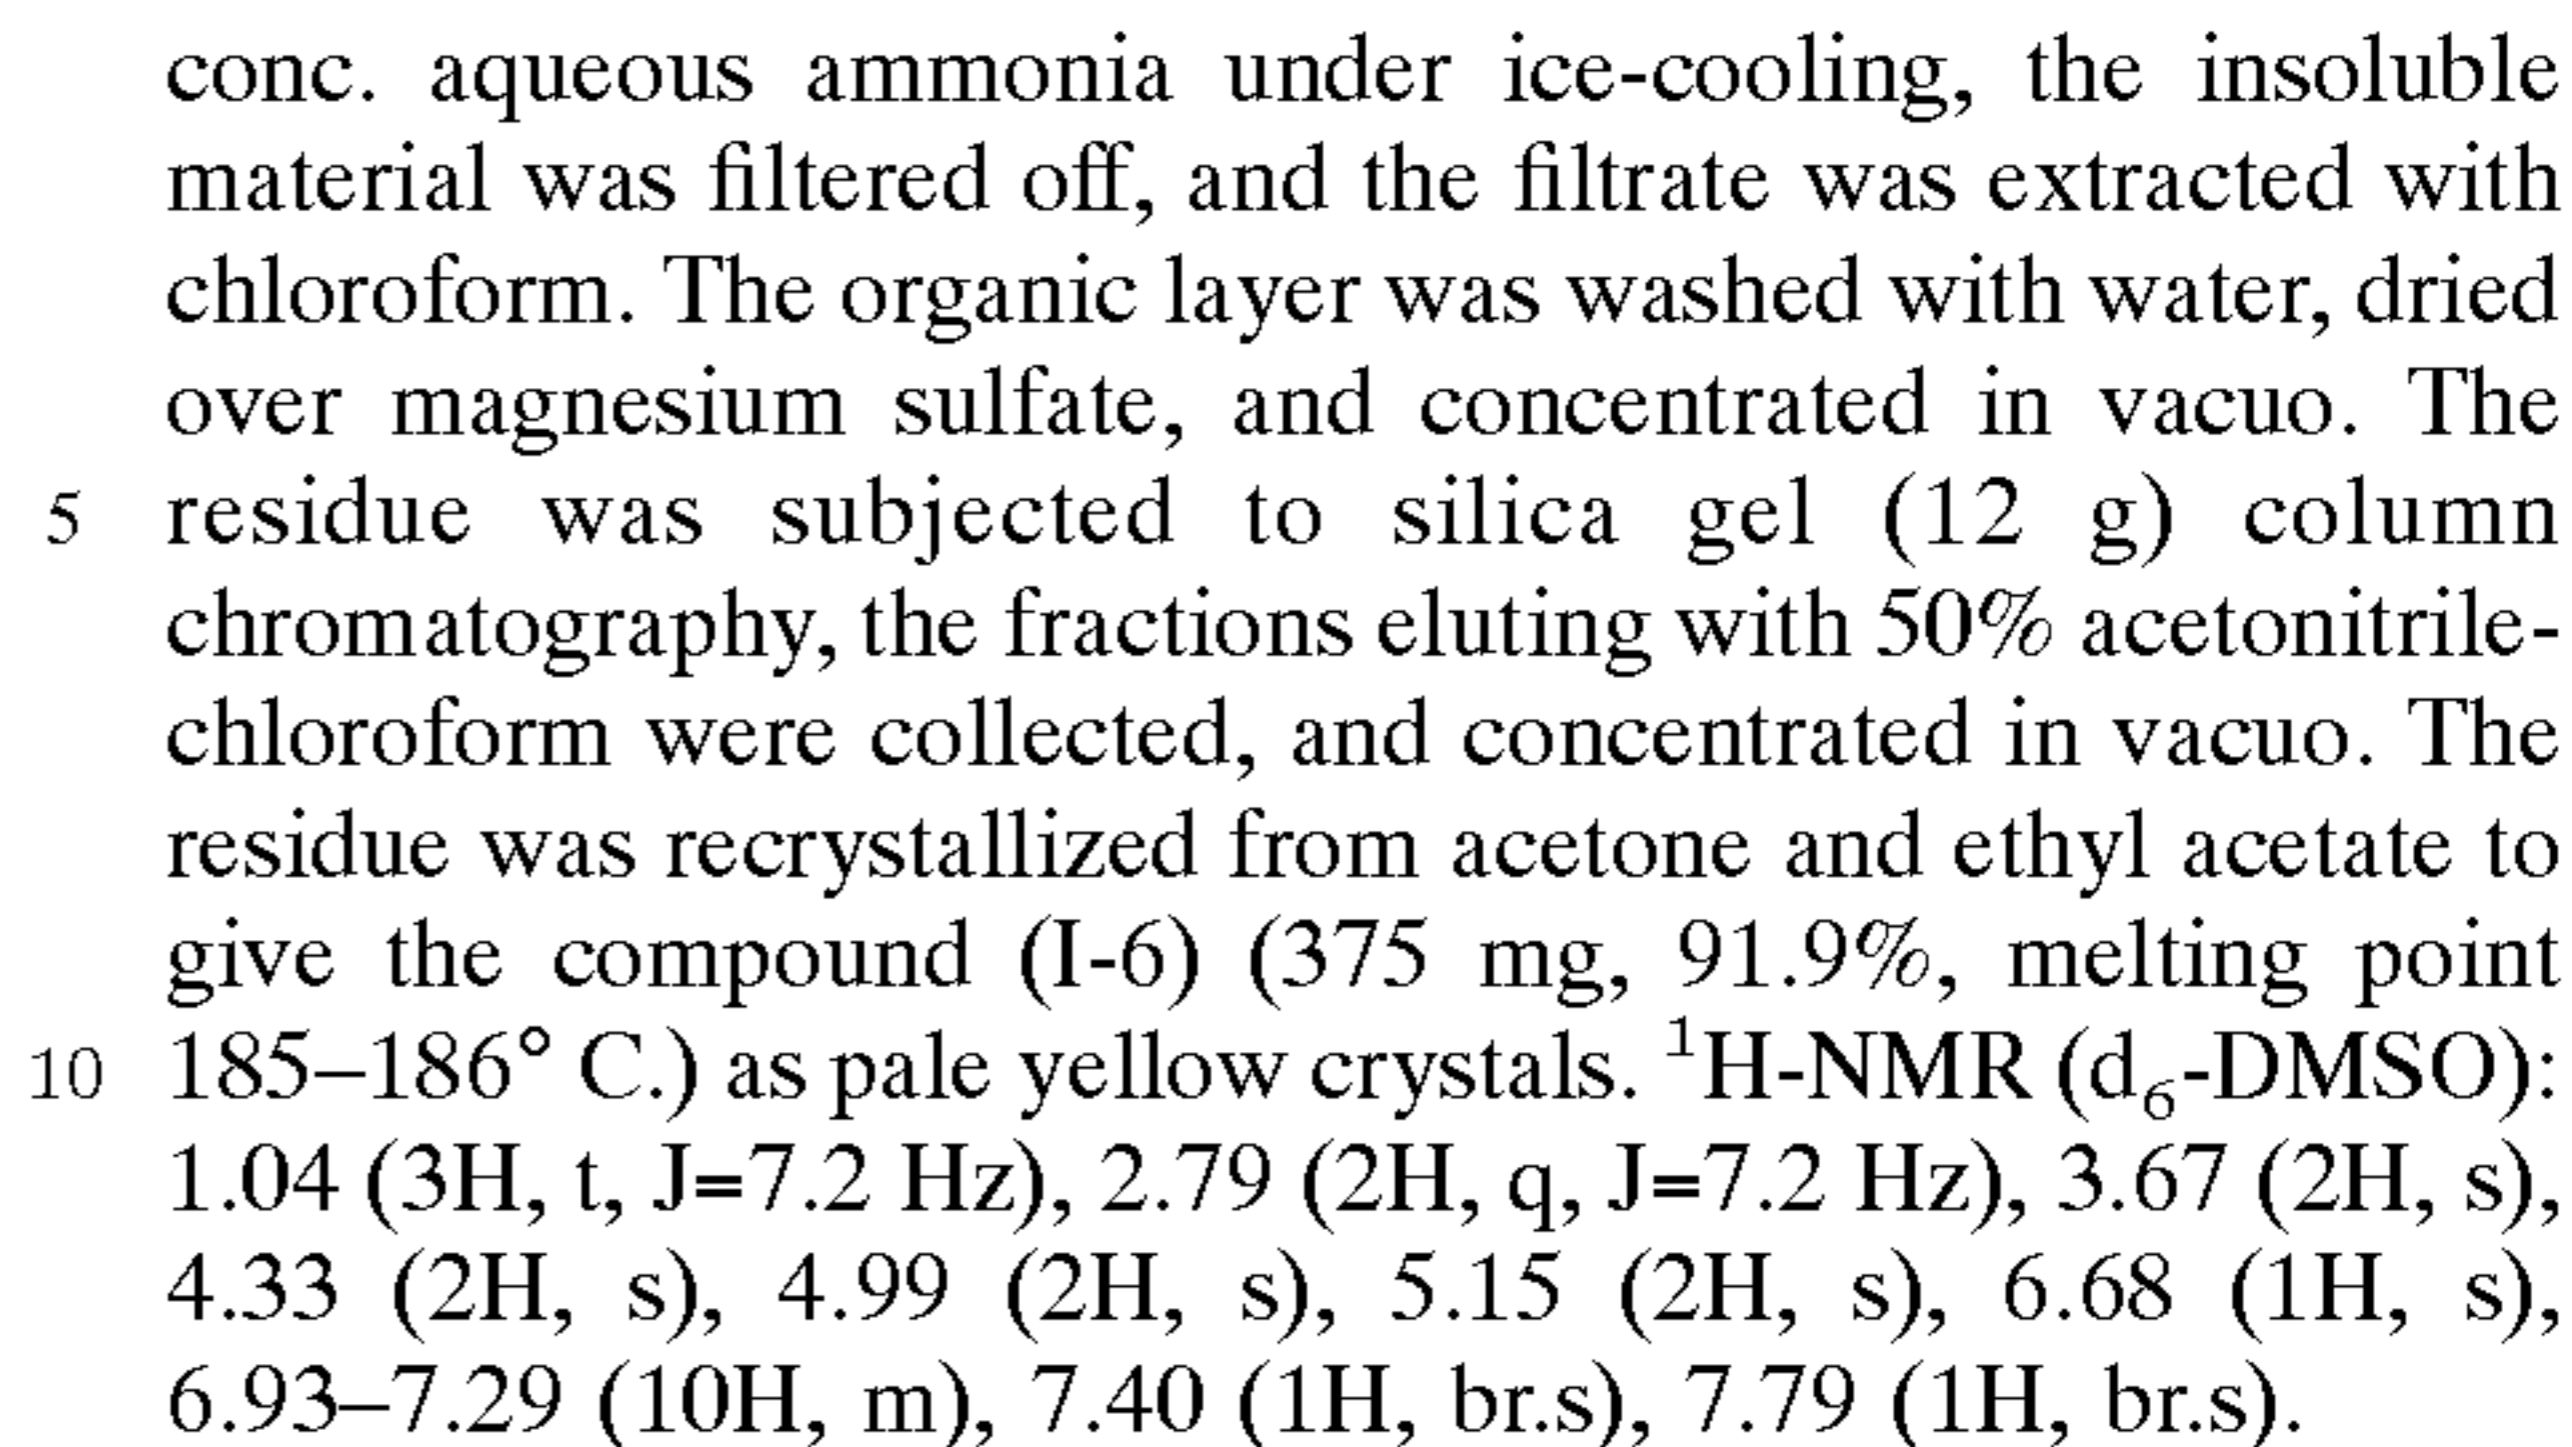 conc. aqueous ammonia under ice-cooling, the insoluble
material was filtered off, and the filtrate was extracted with
chloroform. The organic layer was washed with water, dried
over magnesium sulfate, and concentrated in vacuo. The
5 residue was subjected to silica gel (12 g) column
chromatography, the fractions eluting with 50% acetonitrile-
chloroform were collected, and concentrated in vacuo. The
residue was recrystallized from acetone and ethyl acetate to
give the compound (I-6) (375 mg, 91.9%, melting point
10 185–186° C.) as pale yellow crystals. ¹H-NMR (d₆-DMSO):
1.04 (3H, t, J=7.2 Hz), 2.79 (2H, q, J=7.2 Hz), 3.67 (2H, s),
4.33 (2H, s), 4.99 (2H, s), 5.15 (2H, s), 6.68 (1H, s),
6.93–7.29 (10H, m), 7.40 (1H, br.s), 7.79 (1H, br.s).